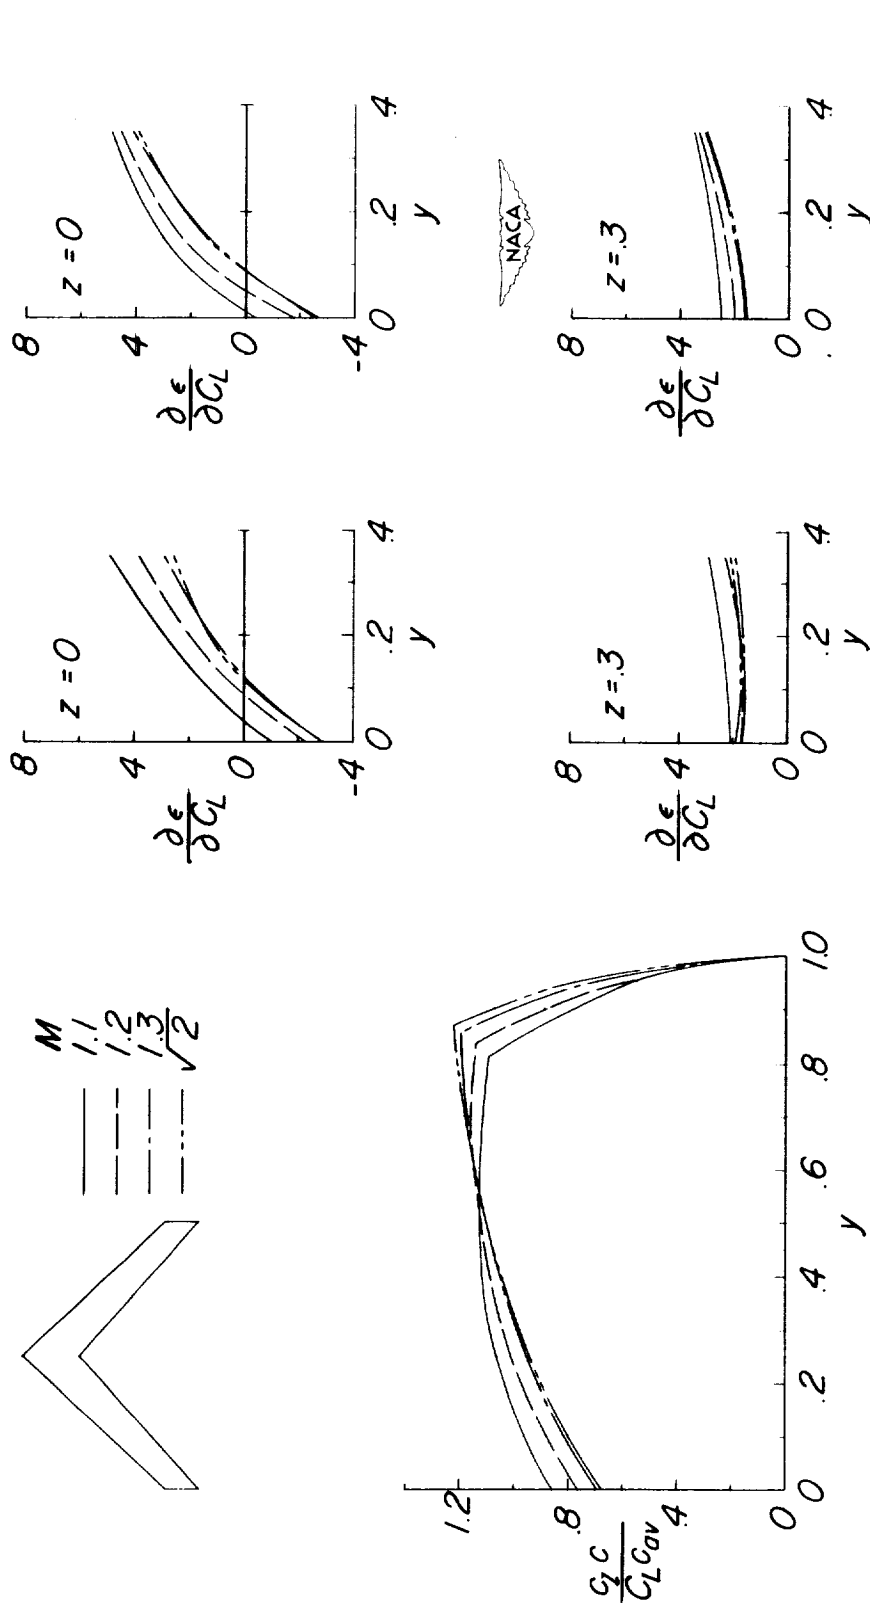 M
1.1
1.2
1.3
√2
1.2
.8
.4
0
c_l c / C_L c_av
0 .2 .4 .6 .8 1.0
y
z = 0
8
4
0
-4
∂ε / ∂C_L
0 .2 .4
y
z = .3
8
4
0
∂ε / ∂C_L
0 .2 .4
y
z = 0
8
4
0
-4
∂ε / ∂C_L
0 .2 .4
y
NACA
z = .3
8
4
0
∂ε / ∂C_L
0 .2 .4
y